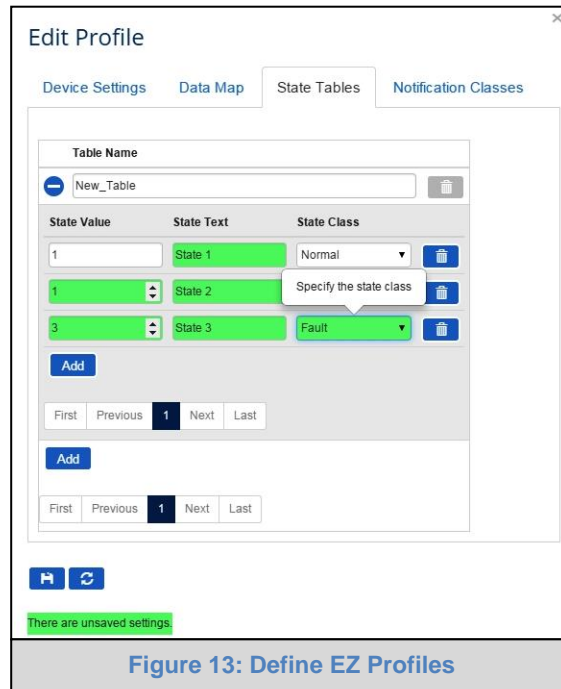 ×
Edit Profile
Device Settings Data Map State Tables Notification Classes
Table Name
New_Table
State Value State Text State Class
1 State 1 Normal
Specify the state class
1 State 2
3 State 3 Fault
Add
First Previous 1 Next Last
Add
First Previous 1 Next Last
There are unsaved settings.
Figure 13: Define EZ Profiles